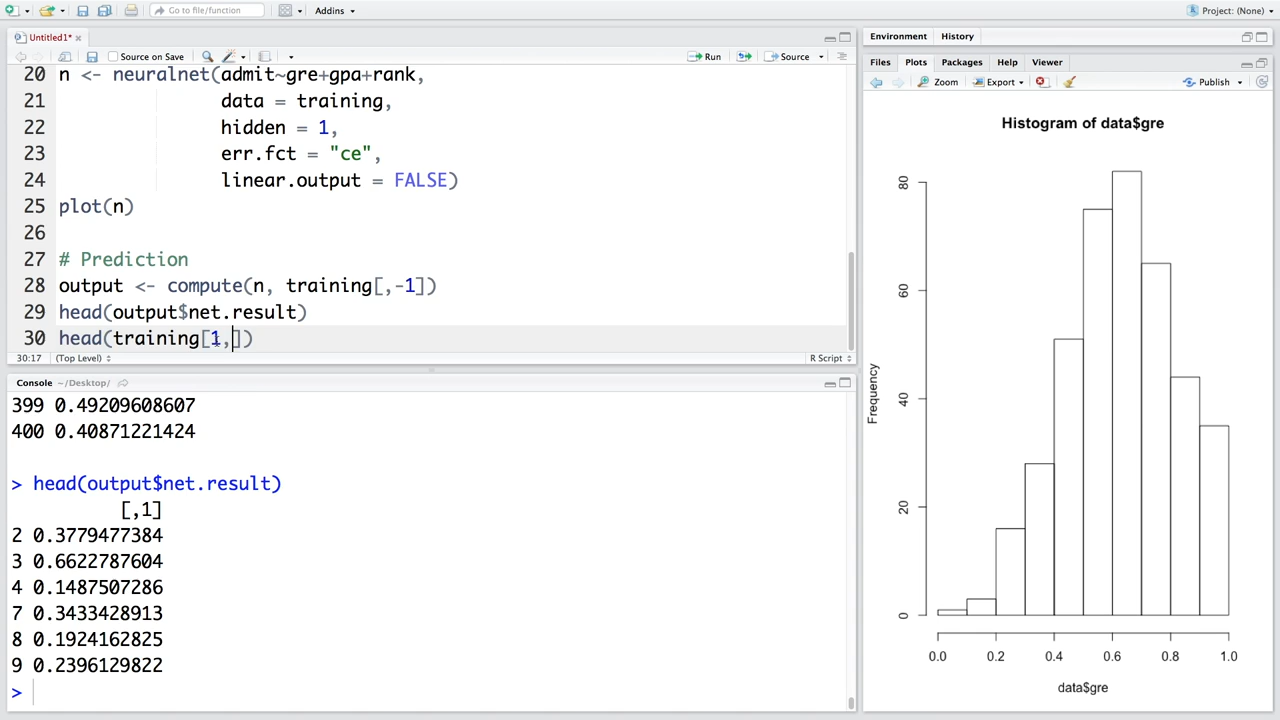 Go to file/function
Addins
Project: (None)
Untitled1*
Source on Save
Run
Source
20 n <- neuralnet(admit~gre+gpa+rank,
21 data = training,
22 hidden = 1,
23 err.fct = "ce",
24 linear.output = FALSE)
25 plot(n)
26
27 # Prediction
28 output <- compute(n, training[,-1])
29 head(output$net.result)
30 head(training[1,])
30:17 (Top Level) R Script
Console ~/Desktop/
399 0.49209608607
400 0.40871221424
> head(output$net.result)
[,1]
2 0.3779477384
3 0.6622787604
4 0.1487507286
7 0.3433428913
8 0.1924162825
9 0.2396129822
>
Environment History
Files Plots Packages Help Viewer
Zoom Export Publish
Histogram of data$gre
Frequency
80
60
40
20
0
0.0 0.2 0.4 0.6 0.8 1.0
data$gre